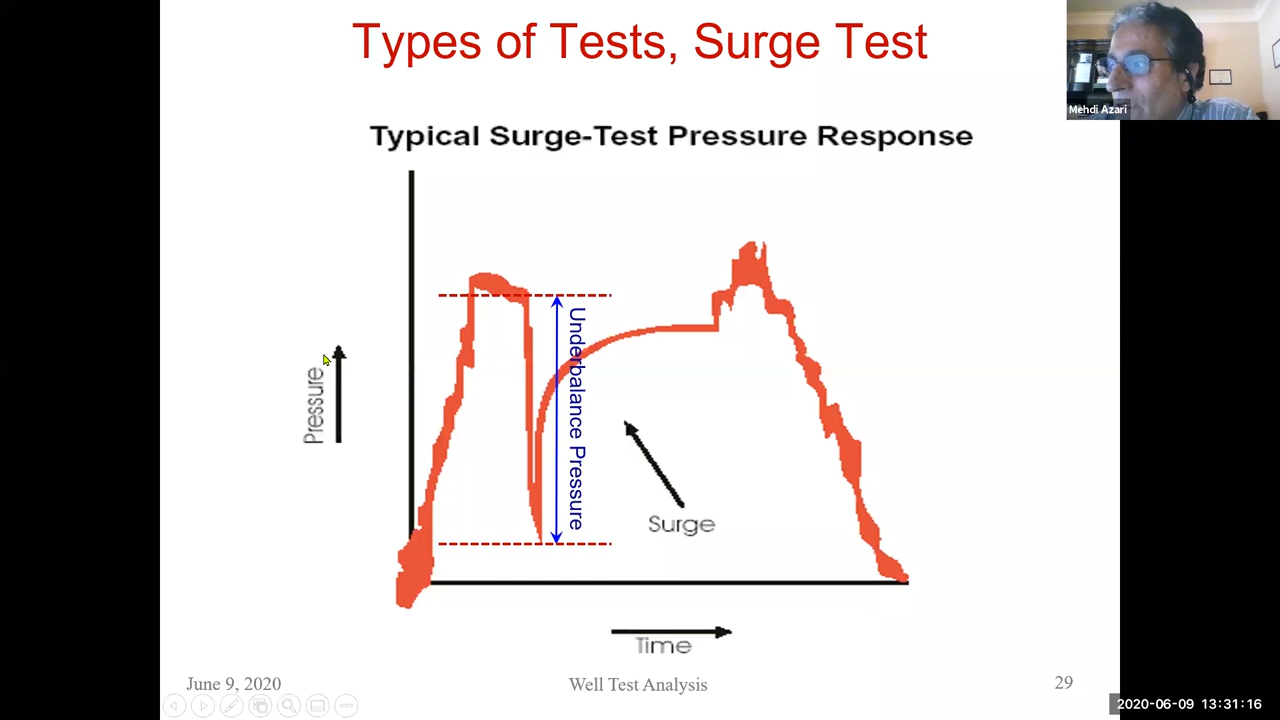 Types of Tests, Surge Test
Mehdi Azari
Typical Surge-Test Pressure Response
Underbalance Pressure
Pressure
Surge
Time
June 9, 2020
Well Test Analysis
29
2020-06-09 13:31:16